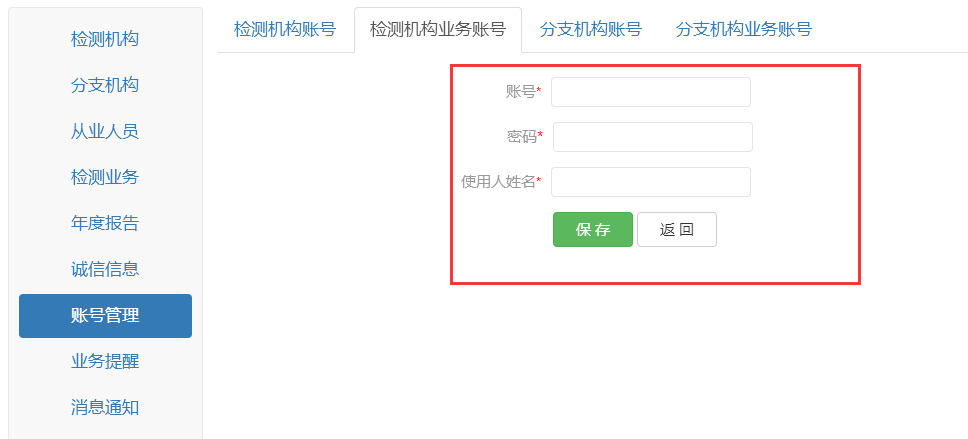 检测机构
分支机构
从业人员
检测业务
年度报告
诚信信息
账号管理
业务提醒
消息通知
检测机构账号 检测机构业务账号 分支机构账号 分支机构业务账号
账号*
密码*
使用人姓名*
保 存 返 回